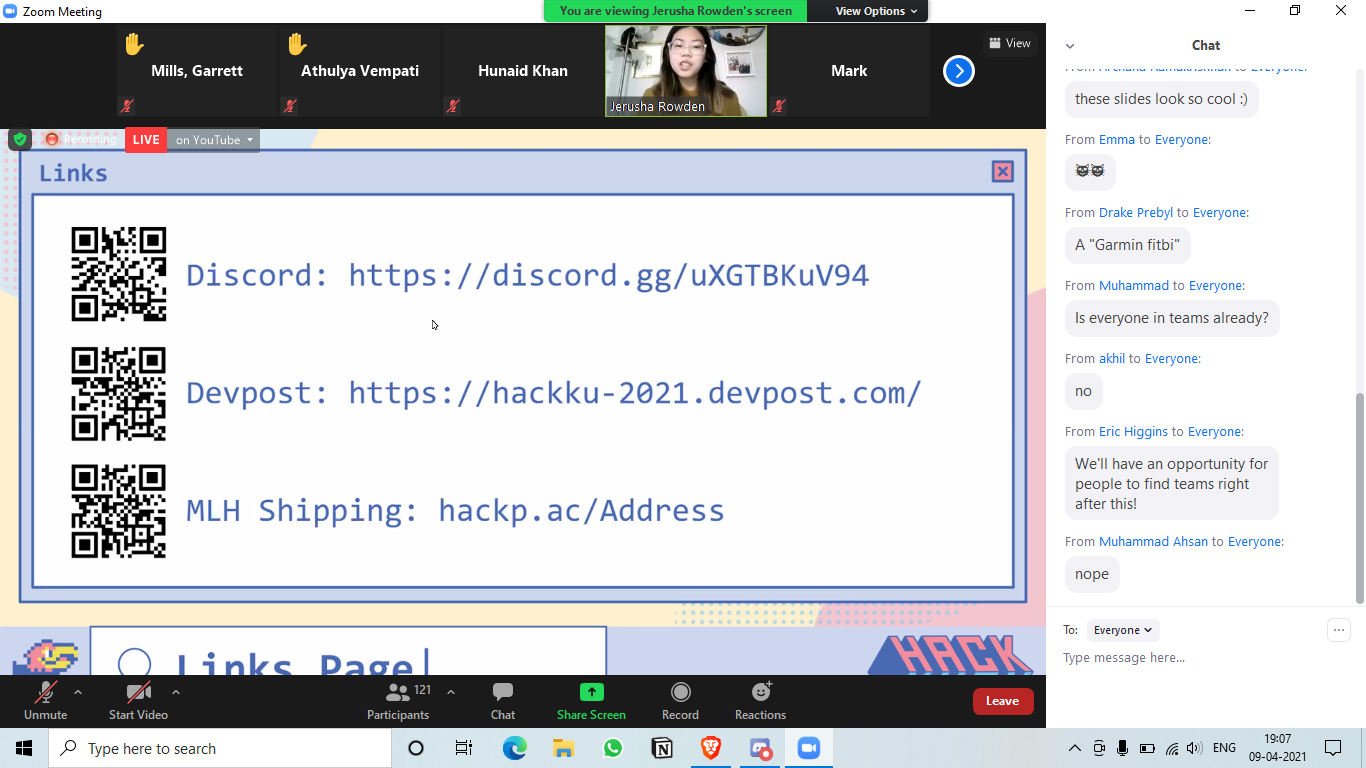 Zoom Meeting
You are viewing Jerusha Rowden's screen
View Options
Mills, Garrett
Athulya Vempati
Hunaid Khan
Jerusha Rowden
Mark
View
Recording
LIVE
on YouTube
Links
Discord: https://discord.gg/uXGTBKuV94
Devpost: https://hackku-2021.devpost.com/
MLH Shipping: hackp.ac/Address
Links Page
HACK
Chat
From Archana Ramakrishnan to Everyone:
these slides look so cool :)
From Emma to Everyone:
From Drake Prebyl to Everyone:
A "Garmin fitbi"
From Muhammad to Everyone:
Is everyone in teams already?
From akhil to Everyone:
no
From Eric Higgins to Everyone:
We'll have an opportunity for
people to find teams right
after this!
From Muhammad Ahsan to Everyone:
nope
To: Everyone
Type message here...
Unmute
Start Video
121
Participants
Chat
Share Screen
Record
Reactions
Leave
Type here to search
ENG
19:07
09-04-2021